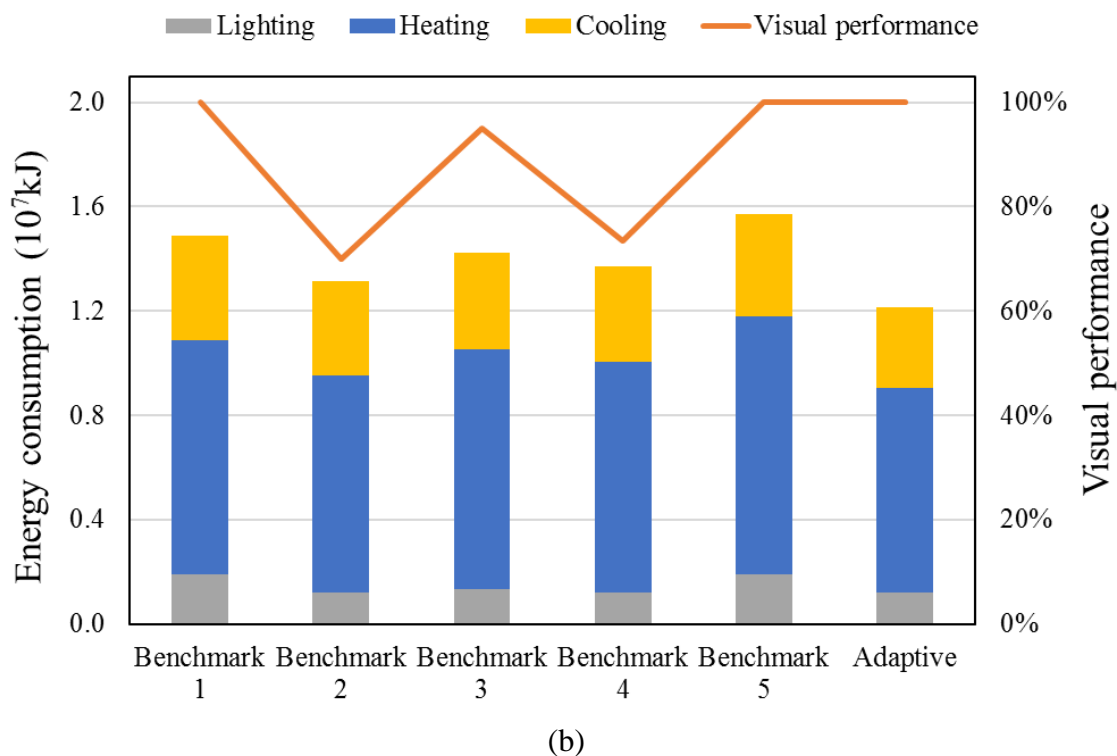 Lighting Heating Cooling Visual performance
Energy consumption (10⁷kJ)
2.0
1.6
1.2
0.8
0.4
0.0
100%
80%
60%
40%
20%
0%
Visual performance
Benchmark 1
Benchmark 2
Benchmark 3
Benchmark 4
Benchmark 5
Adaptive
(b)